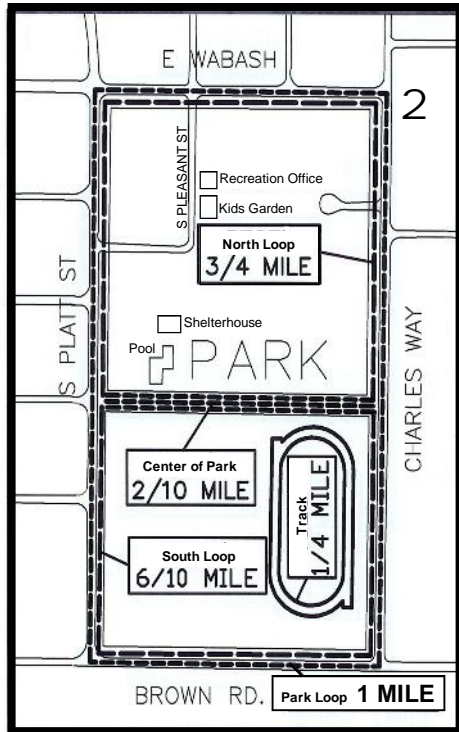 E WABASH
2
S PLEASANT ST
Recreation Office
Kids Garden
North Loop
3/4 MILE
S PLATT ST
Shelterhouse
Pool
PARK
CHARLES WAY
Center of Park
2/10 MILE
Track
1/4 MILE
South Loop
6/10 MILE
BROWN RD.
Park Loop 1 MILE